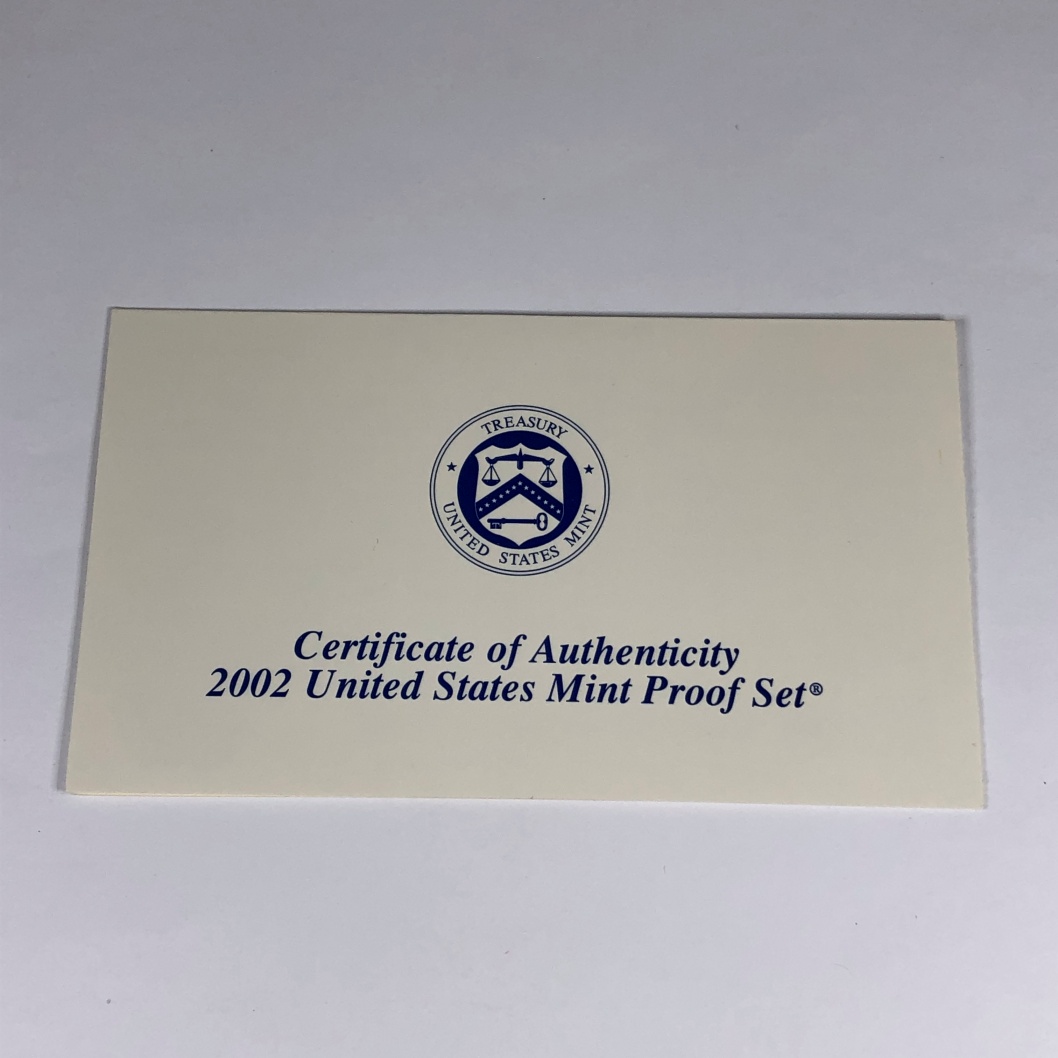 TREASURY
UNITED STATES MINT
Certificate of Authenticity
2002 United States Mint Proof Set®